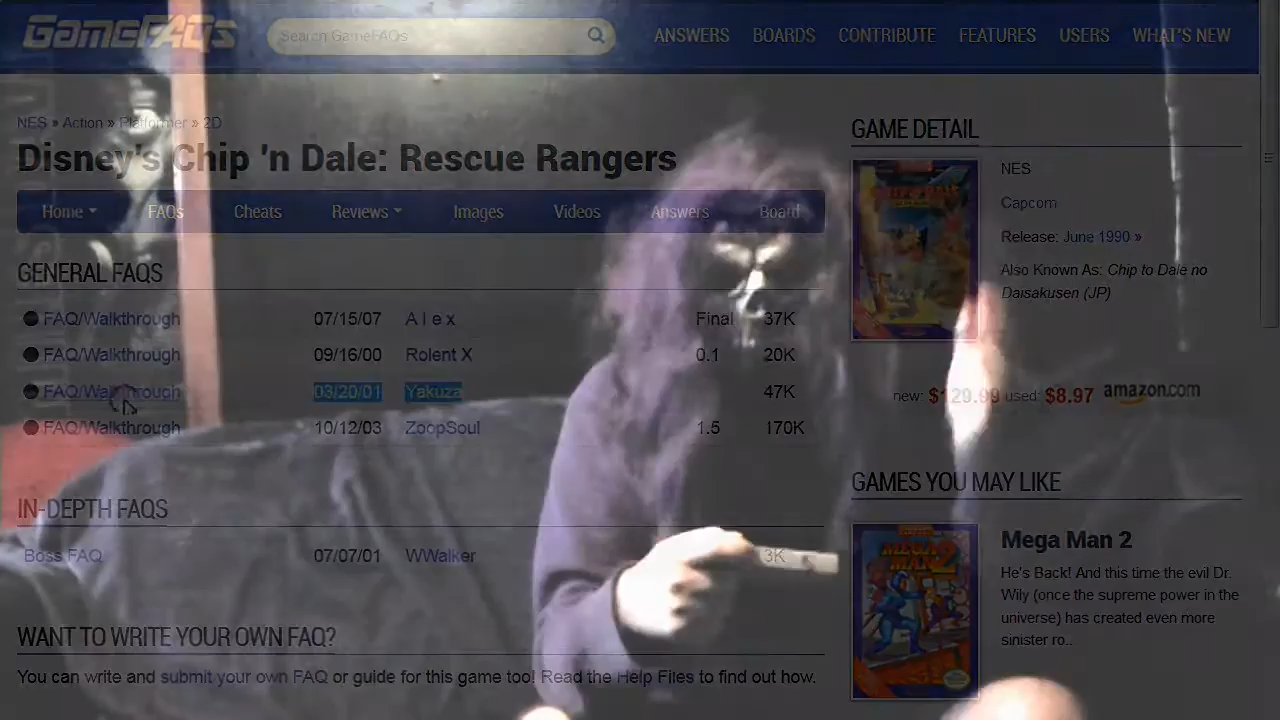 GameFAQs
Search GameFAQs
ANSWERS BOARDS CONTRIBUTE FEATURES USERS WHAT'S NEW
NES » Action » Platformer » 2D
Disney's Chip 'n Dale: Rescue Rangers
Home FAQs Cheats Reviews Images Videos Answers Board
GENERAL FAQS
FAQ/Walkthrough 07/15/07 A l e x Final 37K
FAQ/Walkthrough 09/16/00 Rolent X 0.1 20K
FAQ/Walkthrough 03/20/01 Yakuza 47K
FAQ/Walkthrough 10/12/03 ZoopSoul 1.5 170K
IN-DEPTH FAQS
Boss FAQ 07/07/01 WWalker 3K
WANT TO WRITE YOUR OWN FAQ?
You can write and submit your own FAQ or guide for this game too! Read the Help Files to find out how.
GAME DETAIL
NES
Capcom
Release: June 1990 »
Also Known As: Chip to Dale no
Daisakusen (JP)
new: $129.99 used: $8.97 amazon.com
GAMES YOU MAY LIKE
MEGA MAN 2
Mega Man 2
He's Back! And this time the evil Dr.
Wily (once the supreme power in the
universe) has created even more
sinister ro..